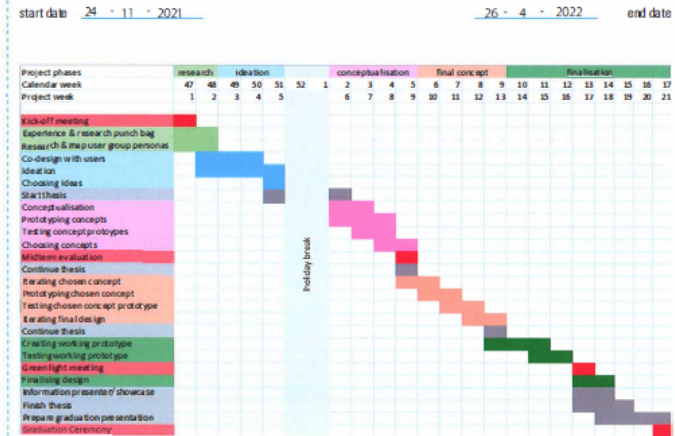 start date 24 - 11 - 2021 26 - 4 - 2022 end date
Project phases research ideation conceptualisation final concept finalisation
Calendar week 47 48 49 50 51 52 1 2 3 4 5 6 7 8 9 10 11 12 13 14 15 16 17
Project week 1 2 3 4 5 6 7 8 9 10 11 12 13 14 15 16 17 18 19 20 21
Kick-off meeting
Experience & research punch bag
Research & map user group personas
Co-design with users
Ideation
Choosing ideas
Start thesis
Conceptualisation
Prototyping concepts
Testing concept protoypes
Choosing concepts
Midterm evaluation
holiday break
Continue thesis
Iterating chosen concept
Prototyping chosen concept
Testing chosen concept prototype
Iterating final design
Continue thesis
Creating working prototype
Testing working prototype
Green light meeting
Finalising design
Information presenter/ showcase
Finish thesis
Prepare graduation presentation
Graduation Ceremony